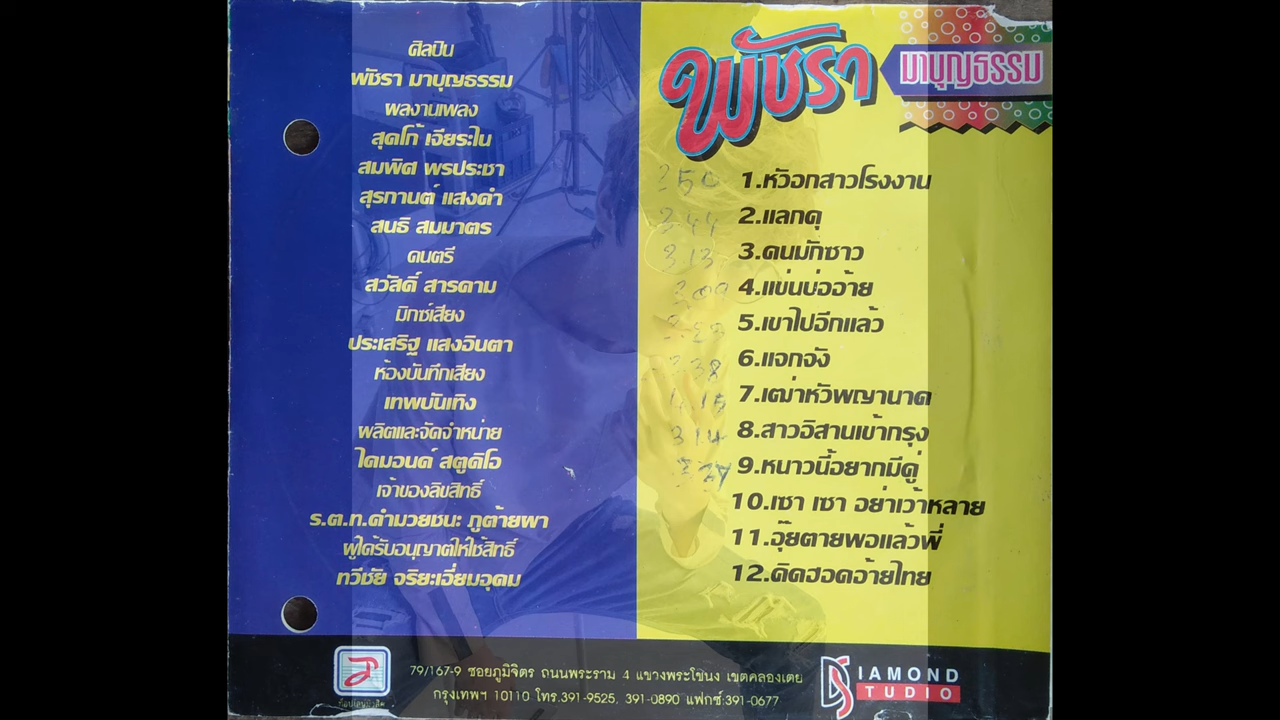 ศิลปิน
พัชรา มาบุญธรรม
ผลงานเพลง
สุดโก้ เจียระไน
สมพิศ พรประชา
สุรกานต์ แสงดำ
สนธิ สมมาตร
ดนตรี
สวัสดิ์ สารคาม
มิกซ์เสียง
ประเสริฐ แสงอินตา
ห้องบันทึกเสียง
เทพบันเทิง
ผลิตและจัดจำหน่าย
ไดมอนด์ สตูดิโอ
เจ้าของลิขสิทธิ์
ร.ต.ท.คำมวยชนะ ภูต้ายผา
ผู้ได้รับอนุญาตให้ใช้สิทธิ์
ทวีชัย จริยะเอี่ยมอุดม
พัชรา มาบุญธรรม
1.หัวอกสาวโรงงาน
2.แลกดุ
3.คนมักซาว
4.แข่นบ่ออ้าย
5.เขาไปอีกแล้ว
6.แจกจัง
7.เฒ่าหัวพญานาค
8.สาวอิสานเข้ากรุง
9.หนาวนี้อยากมีคู่
10.เซา เซา อย่าเว้าหลาย
11.อุ๊ยตายพอแล้วพี่
12.คิดฮอดอ้ายไทย
250
3.44
3.13
3.09
3.38
4.15
3.14
79/167-9 ซอยภูมิจิตร ถนนพระราม 4 แขวงพระโขนง เขตคลองเตย
กรุงเทพฯ 10110 โทร.391-9525, 391-0890 แฟกซ์:391-0677
DIAMOND
STUDIO